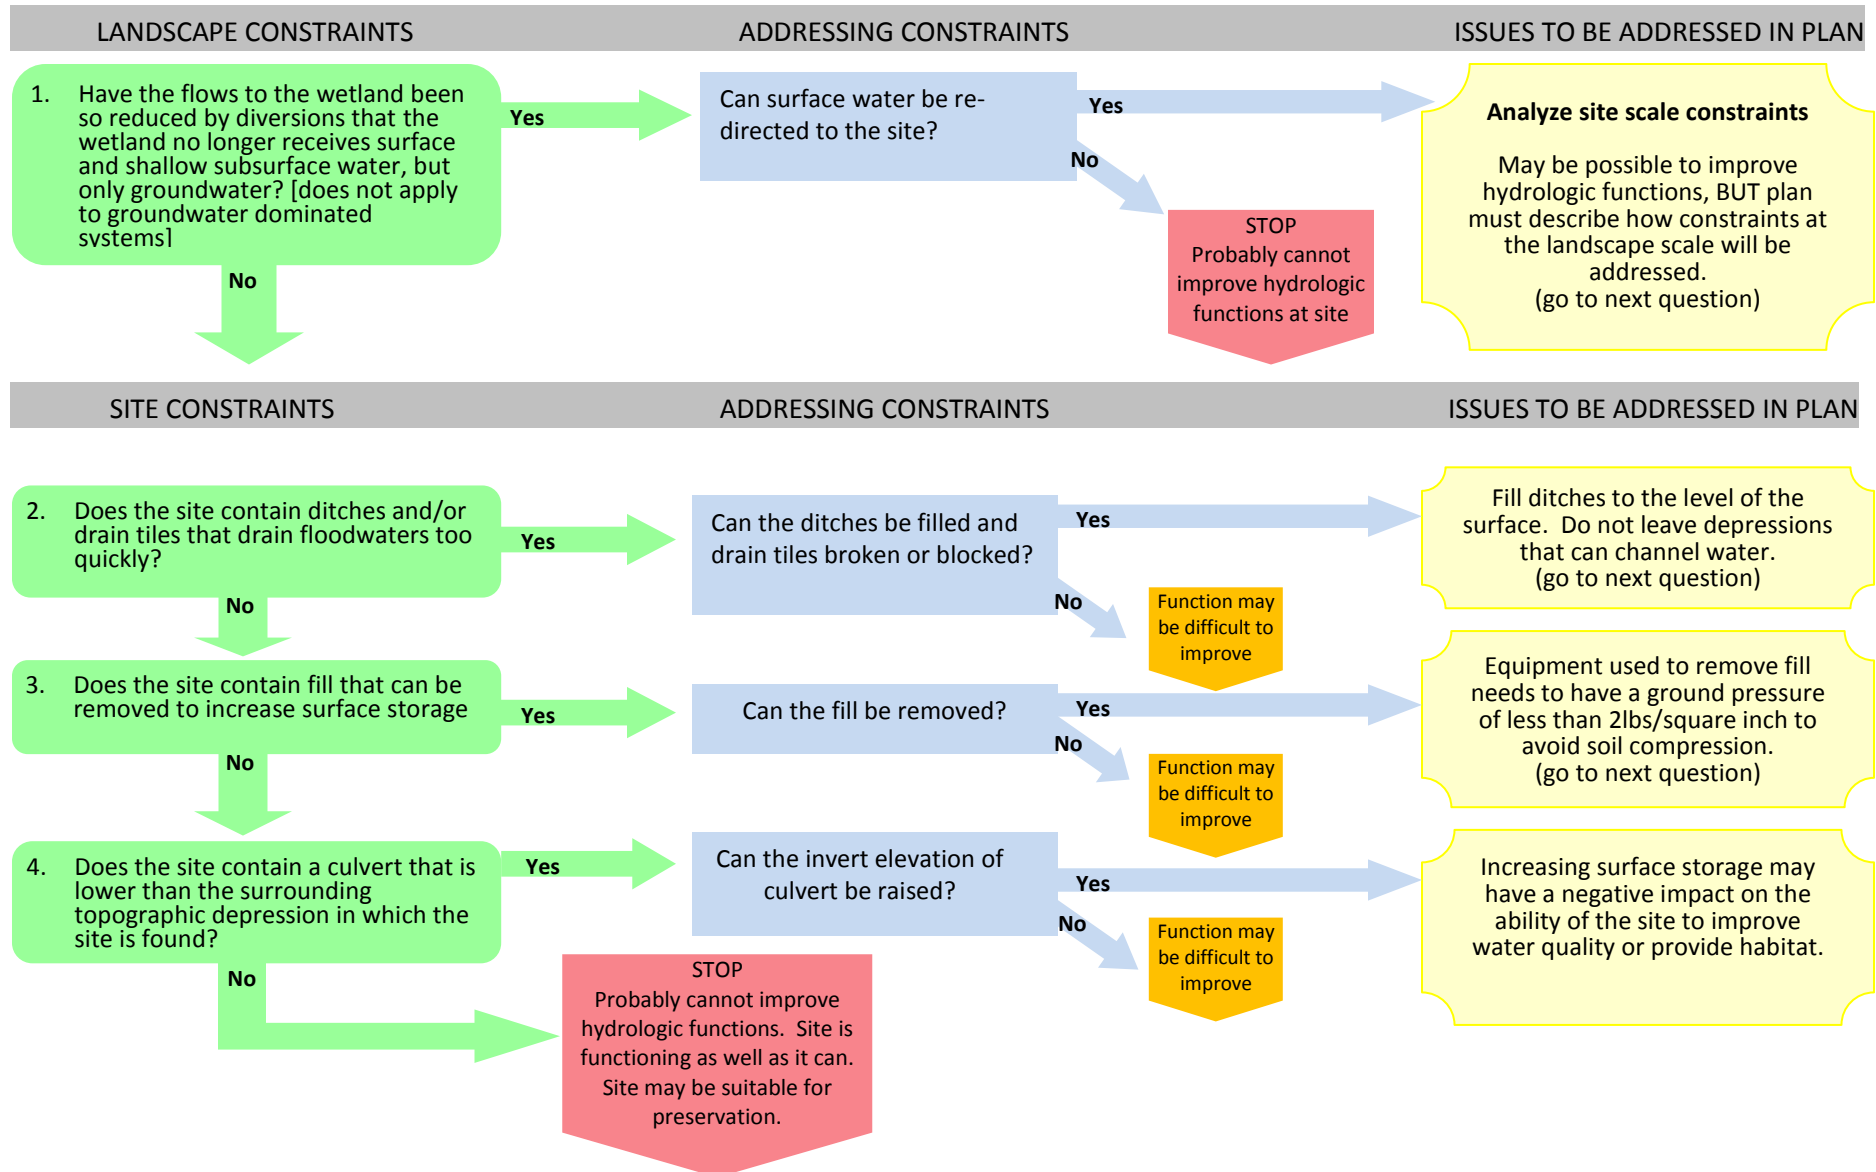 LANDSCAPE CONSTRAINTS
ADDRESSING CONSTRAINTS
ISSUES TO BE ADDRESSED IN PLAN
1. Have the flows to the wetland been
so reduced by diversions that the
wetland no longer receives surface
and shallow subsurface water, but
only groundwater? [does not apply
to groundwater dominated
systems]
Yes
No
Can surface water be re-
directed to the site?
Yes
No
STOP
Probably cannot
improve hydrologic
functions at site
Analyze site scale constraints
May be possible to improve
hydrologic functions, BUT plan
must describe how constraints at
the landscape scale will be
addressed.
(go to next question)
SITE CONSTRAINTS
ADDRESSING CONSTRAINTS
ISSUES TO BE ADDRESSED IN PLAN
2. Does the site contain ditches and/or
drain tiles that drain floodwaters too
quickly?
Yes
No
Can the ditches be filled and
drain tiles broken or blocked?
Yes
No
Function may
be difficult to
improve
Fill ditches to the level of the
surface. Do not leave depressions
that can channel water.
(go to next question)
3. Does the site contain fill that can be
removed to increase surface storage
Yes
No
Can the fill be removed?
Yes
No
Function may
be difficult to
improve
Equipment used to remove fill
needs to have a ground pressure
of less than 2lbs/square inch to
avoid soil compression.
(go to next question)
4. Does the site contain a culvert that is
lower than the surrounding
topographic depression in which the
site is found?
Yes
No
Can the invert elevation of
culvert be raised?
Yes
No
Function may
be difficult to
improve
Increasing surface storage may
have a negative impact on the
ability of the site to improve
water quality or provide habitat.
STOP
Probably cannot improve
hydrologic functions. Site is
functioning as well as it can.
Site may be suitable for
preservation.